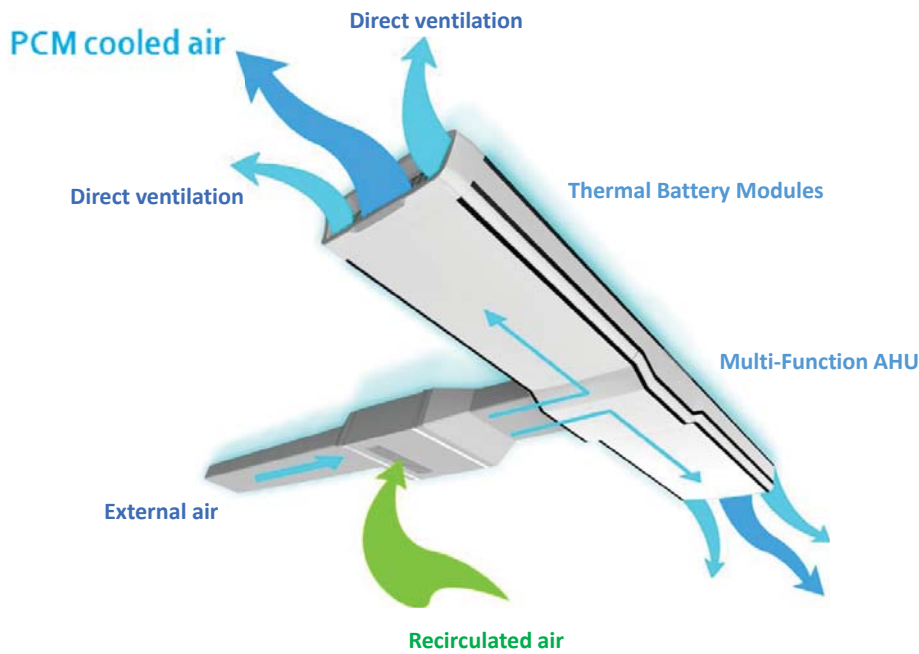 Direct ventilation
PCM cooled air
Direct ventilation
Thermal Battery Modules
Multi-Function AHU
External air
Recirculated air